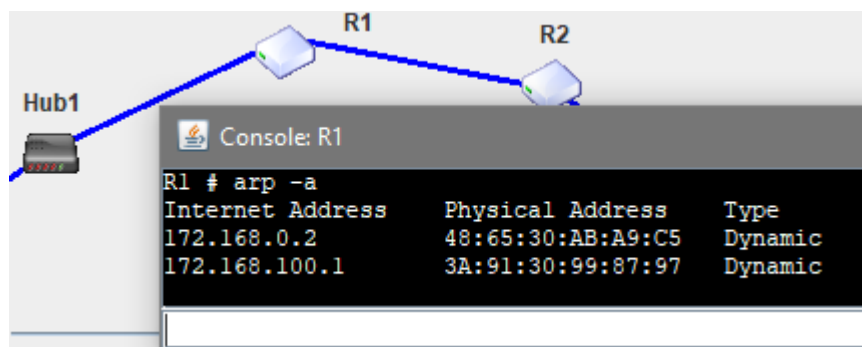 R1
R2
Hub1
Console: R1
R1 # arp -a
Internet Address Physical Address Type
172.168.0.2 48:65:30:AB:A9:C5 Dynamic
172.168.100.1 3A:91:30:99:87:97 Dynamic